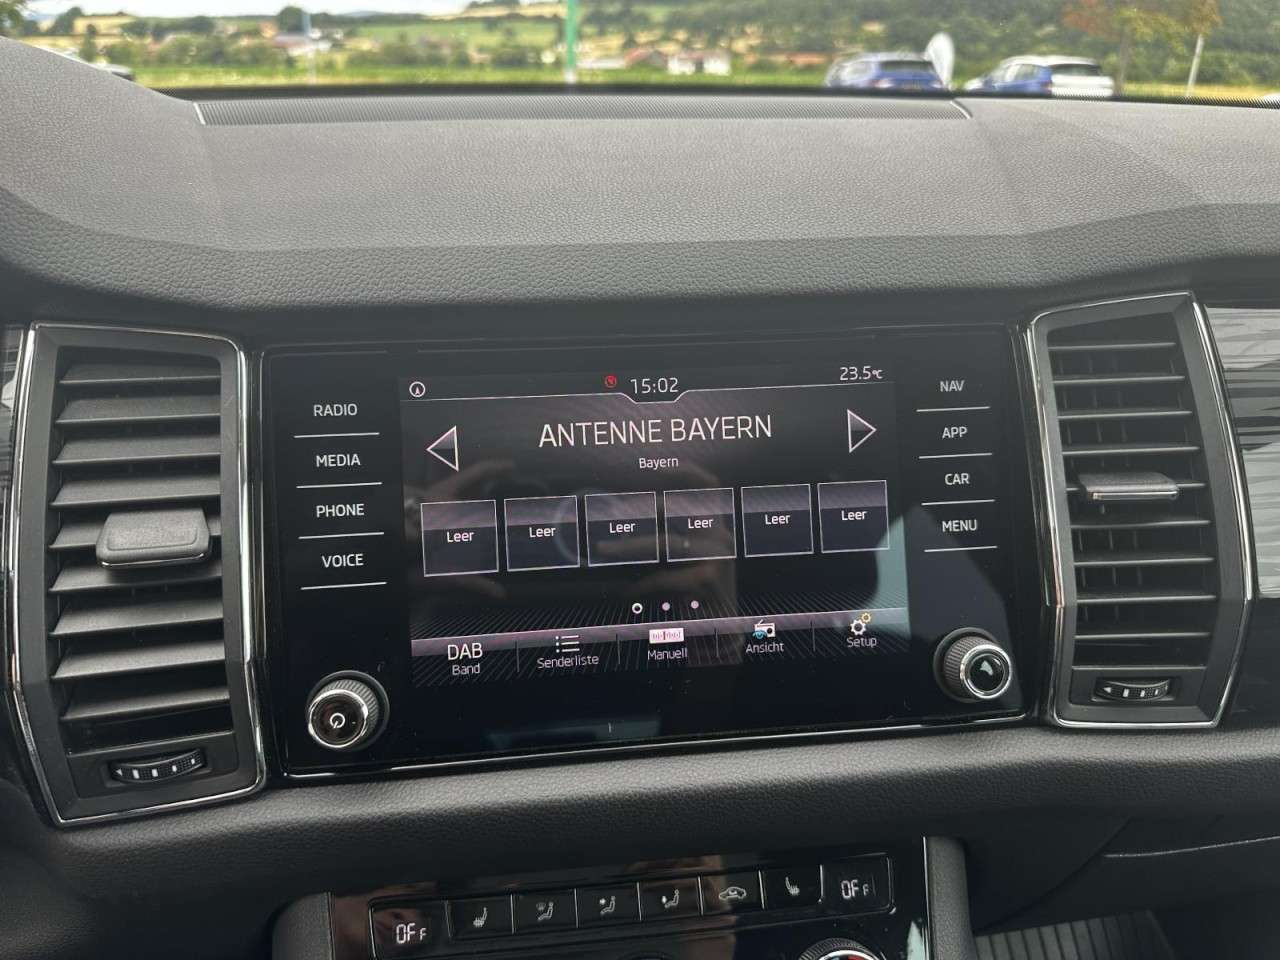 15:02
23.5°C
ANTENNE BAYERN
Bayern
Leer
Leer
Leer
Leer
Leer
Leer
DAB
Band
Senderliste
Manuell
Ansicht
Setup
RADIO
MEDIA
PHONE
VOICE
NAV
APP
CAR
MENU
OFF
OFF